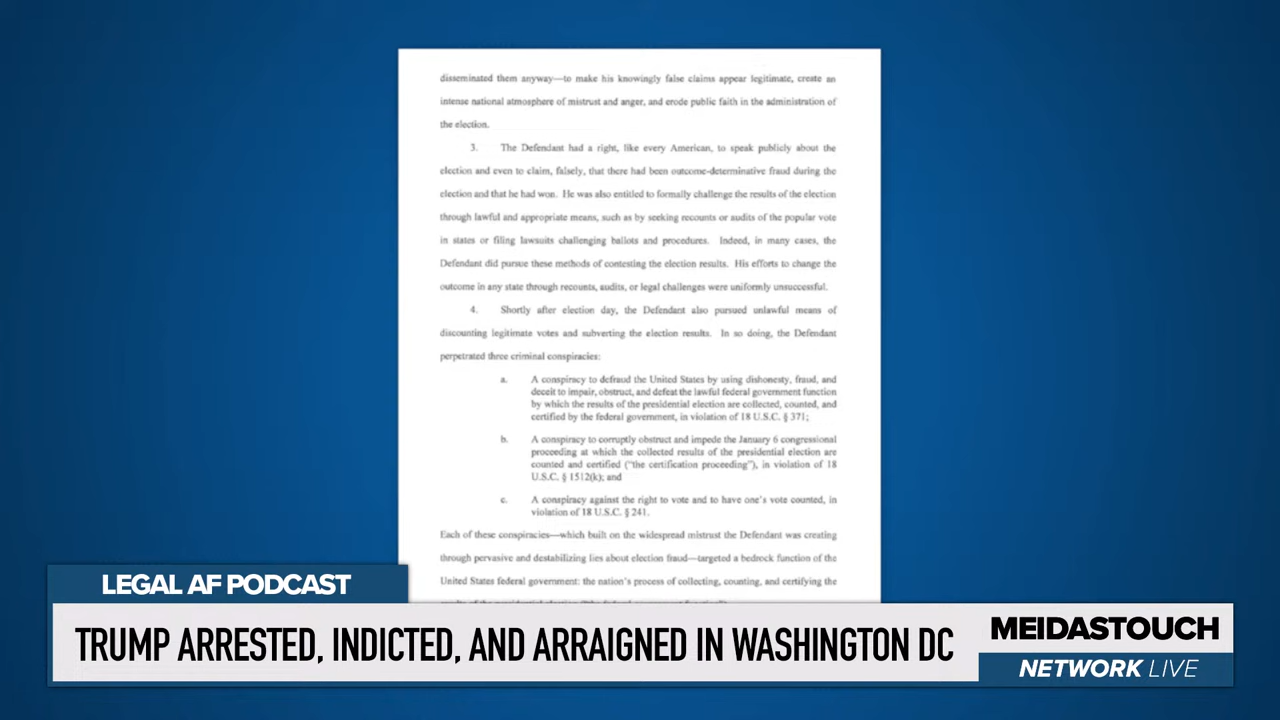 disseminated them anyway—to make his knowingly false claims appear legitimate, create an
intense national atmosphere of mistrust and anger, and erode public faith in the administration of
the election.
3. The Defendant had a right, like every American, to speak publicly about the
election and even to claim, falsely, that there had been outcome-determinative fraud during the
election and that he had won. He was also entitled to formally challenge the results of the election
through lawful and appropriate means, such as by seeking recounts or audits of the popular vote
in states or filing lawsuits challenging ballots and procedures. Indeed, in many cases, the
Defendant did pursue these methods of contesting the election results. His efforts to change the
outcome in any state through recounts, audits, or legal challenges were uniformly unsuccessful.
4. Shortly after election day, the Defendant also pursued unlawful means of
discounting legitimate votes and subverting the election results. In so doing, the Defendant
perpetrated three criminal conspiracies:
a. A conspiracy to defraud the United States by using dishonesty, fraud, and
deceit to impair, obstruct, and defeat the lawful federal government function
by which the results of the presidential election are collected, counted, and
certified by the federal government, in violation of 18 U.S.C. § 371;
b. A conspiracy to corruptly obstruct and impede the January 6 congressional
proceeding at which the collected results of the presidential election are
counted and certified ("the certification proceeding"), in violation of 18
U.S.C. § 1512(k); and
c. A conspiracy against the right to vote and to have one's vote counted, in
violation of 18 U.S.C. § 241.
Each of these conspiracies—which built on the widespread mistrust the Defendant was creating
through pervasive and destabilizing lies about election fraud—targeted a bedrock function of the
United States federal government: the nation's process of collecting, counting, and certifying the
LEGAL AF PODCAST
TRUMP ARRESTED, INDICTED, AND ARRAIGNED IN WASHINGTON DC
MEIDASTOUCH
NETWORK LIVE